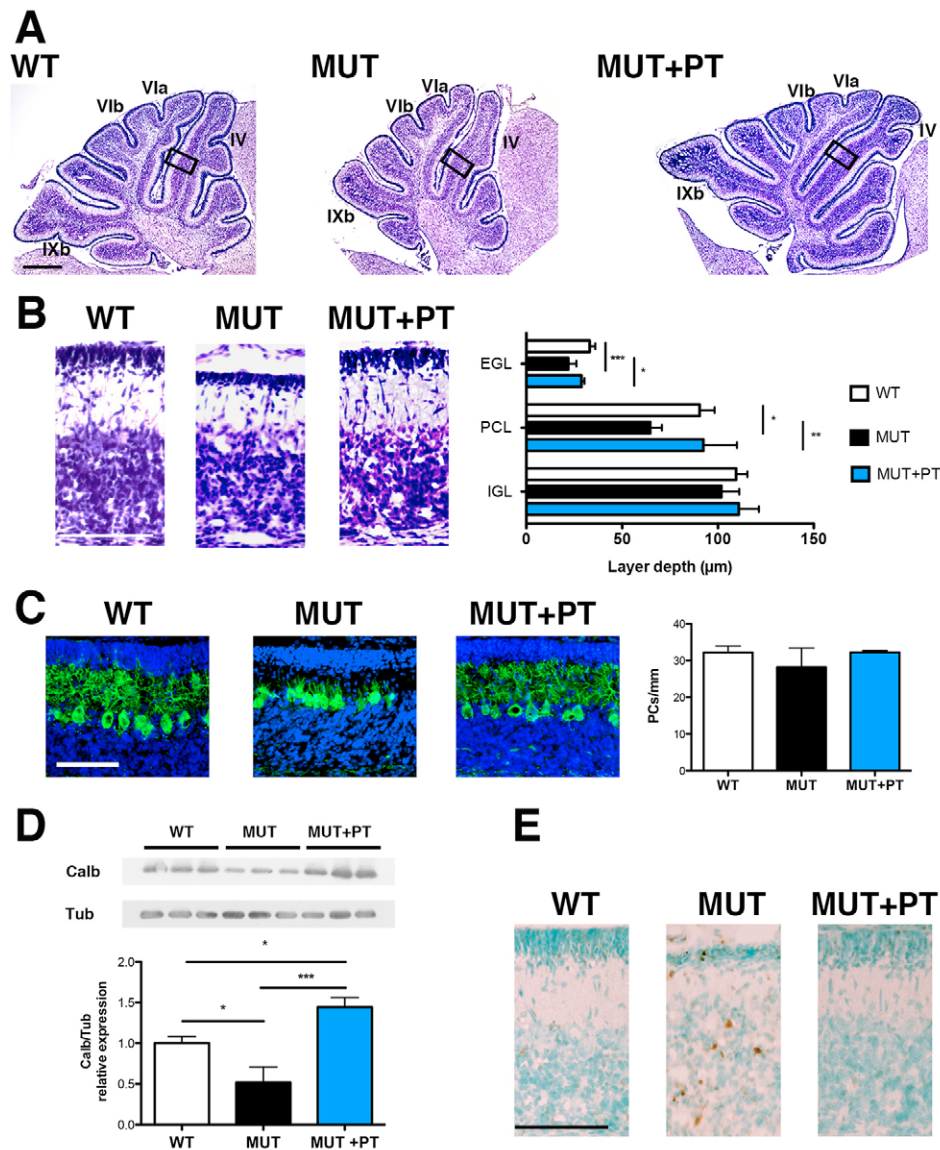 A
WT
MUT
MUT+PT
VIb
VIa
IV
IXb
VIb
VIa
IV
IXb
VIb
VIa
IV
IXb
B
WT
MUT
MUT+PT
EGL
PCL
IGL
***
*
*
**
0
50
100
150
Layer depth (µm)
WT
MUT
MUT+PT
C
WT
MUT
MUT+PT
PCs/mm
40
30
20
10
0
WT
MUT
MUT+PT
D
WT
MUT
MUT+PT
Calb
Tub
*
***
*
Calb/Tub
relative expression
2.0
1.5
1.0
0.5
0.0
WT
MUT
MUT +PT
E
WT
MUT
MUT+PT